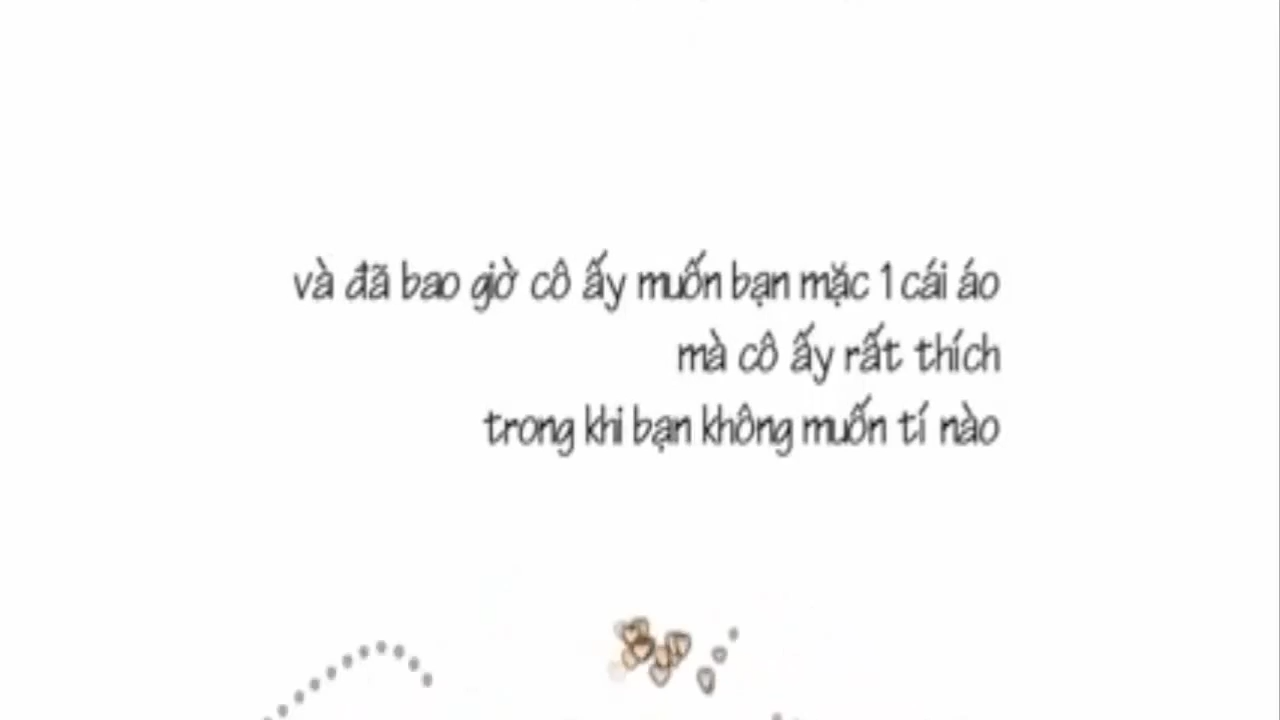 và đã bao giờ cô ấy muốn bạn mặc 1 cái áo
mà cô ấy rất thích
trong khi bạn không muốn tí nào